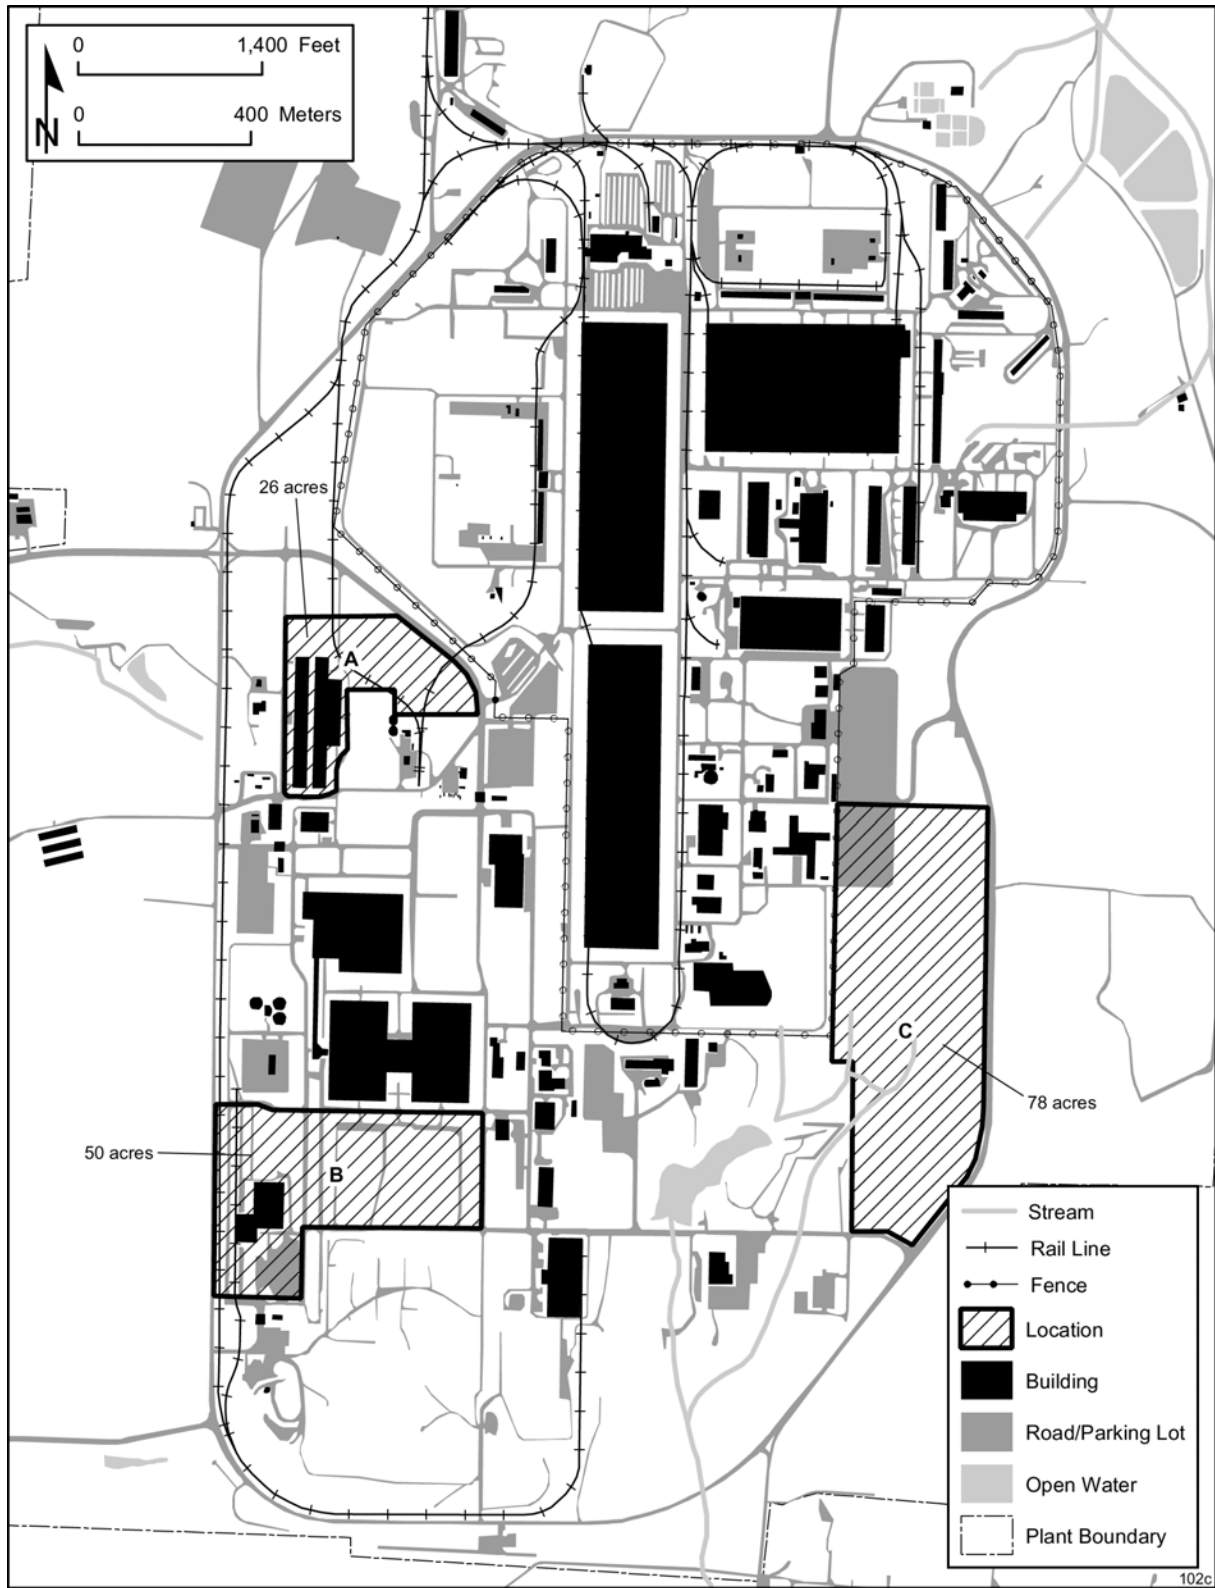 0 1,400 Feet
0 400 Meters
N
26 acres
A
C
78 acres
50 acres
B
Stream
Rail Line
Fence
Location
Building
Road/Parking Lot
Open Water
Plant Boundary
102c